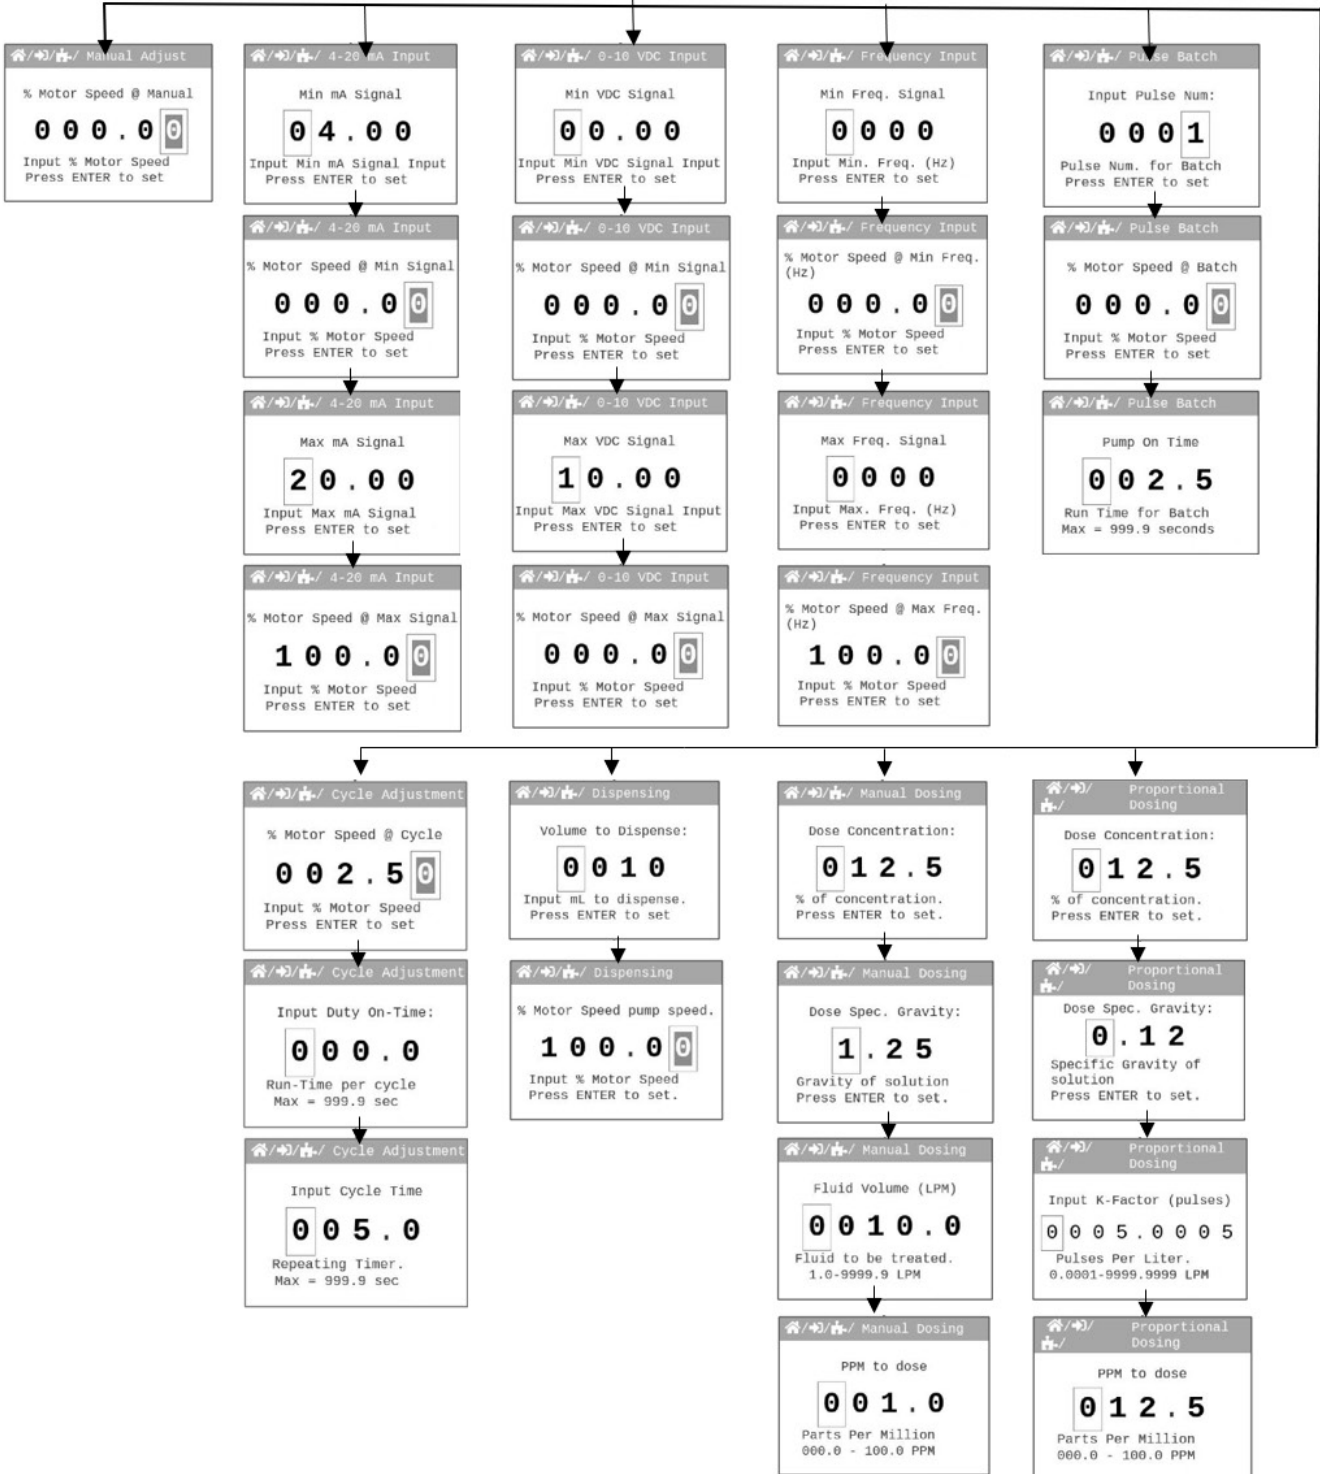 / Manual Adjust
% Motor Speed @ Manual
000.00
Input % Motor Speed
Press ENTER to set
/ 4-20 mA Input
Min mA Signal
04.00
Input Min mA Signal Input
Press ENTER to set
/ 0-10 VDC Input
Min VDC Signal
00.00
Input Min VDC Signal Input
Press ENTER to set
/ Frequency Input
Min Freq. Signal
0000
Input Min. Freq. (Hz)
Press ENTER to set
/ Pulse Batch
Input Pulse Num:
0001
Pulse Num. for Batch
Press ENTER to set
/ 4-20 mA Input
% Motor Speed @ Min Signal
000.00
Input % Motor Speed
Press ENTER to set
/ 0-10 VDC Input
% Motor Speed @ Min Signal
000.00
Input % Motor Speed
Press ENTER to set
/ Frequency Input
% Motor Speed @ Min Freq.
(Hz)
000.00
Input % Motor Speed
Press ENTER to set
/ Pulse Batch
% Motor Speed @ Batch
000.00
Input % Motor Speed
Press ENTER to set
/ 4-20 mA Input
Max mA Signal
20.00
Input Max mA Signal
Press ENTER to set
/ 0-10 VDC Input
Max VDC Signal
10.00
Input Max VDC Signal Input
Press ENTER to set
/ Frequency Input
Max Freq. Signal
0000
Input Max. Freq. (Hz)
Press ENTER to set
/ Pulse Batch
Pump On Time
002.5
Run Time for Batch
Max = 999.9 seconds
/ 4-20 mA Input
% Motor Speed @ Max Signal
100.00
Input % Motor Speed
Press ENTER to set
/ 0-10 VDC Input
% Motor Speed @ Max Signal
000.00
Input % Motor Speed
Press ENTER to set
/ Frequency Input
% Motor Speed @ Max Freq.
(Hz)
100.00
Input % Motor Speed
Press ENTER to set
/ Cycle Adjustment
% Motor Speed @ Cycle
002.50
Input % Motor Speed
Press ENTER to set
/ Dispensing
Volume to Dispense:
0010
Input mL to dispense.
Press ENTER to set
/ Manual Dosing
Dose Concentration:
012.5
% of concentration.
Press ENTER to set.
/ Proportional
Dosing
Dose Concentration:
012.5
% of concentration.
Press ENTER to set.
/ Cycle Adjustment
Input Duty On-Time:
000.0
Run-Time per cycle
Max = 999.9 sec
/ Dispensing
% Motor Speed pump speed.
100.00
Input % Motor Speed
Press ENTER to set.
/ Manual Dosing
Dose Spec. Gravity:
1.25
Gravity of solution
Press ENTER to set.
/ Proportional
Dosing
Dose Spec. Gravity:
0.12
Specific Gravity of
solution
Press ENTER to set.
/ Cycle Adjustment
Input Cycle Time
005.0
Repeating Timer.
Max = 999.9 sec
/ Manual Dosing
Fluid Volume (LPM)
0010.0
Fluid to be treated.
1.0-9999.9 LPM
/ Proportional
Dosing
Input K-Factor (pulses)
0005.0005
Pulses Per Liter.
0.0001-9999.9999 LPM
/ Manual Dosing
PPM to dose
001.0
Parts Per Million
000.0 - 100.0 PPM
/ Proportional
Dosing
PPM to dose
012.5
Parts Per Million
000.0 - 100.0 PPM